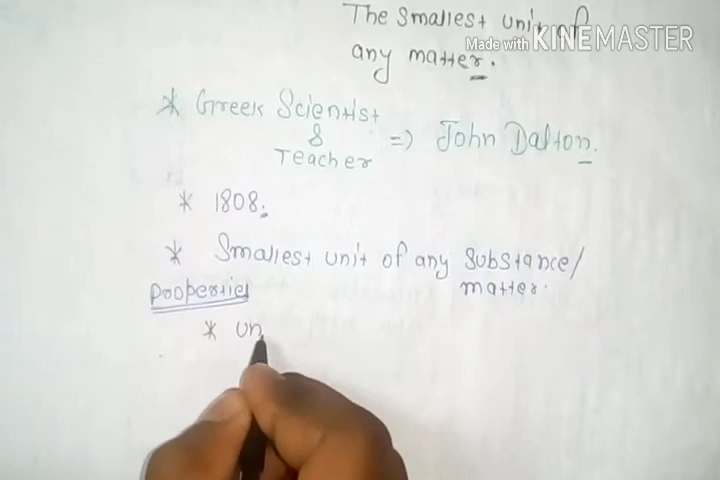 The smallest unit of
any matter.
Made with KINEMASTER
* Greek Scientist
& => John Dalton.
Teacher
* 1808.
* Smallest unit of any substance/
matter.
Properties
* un